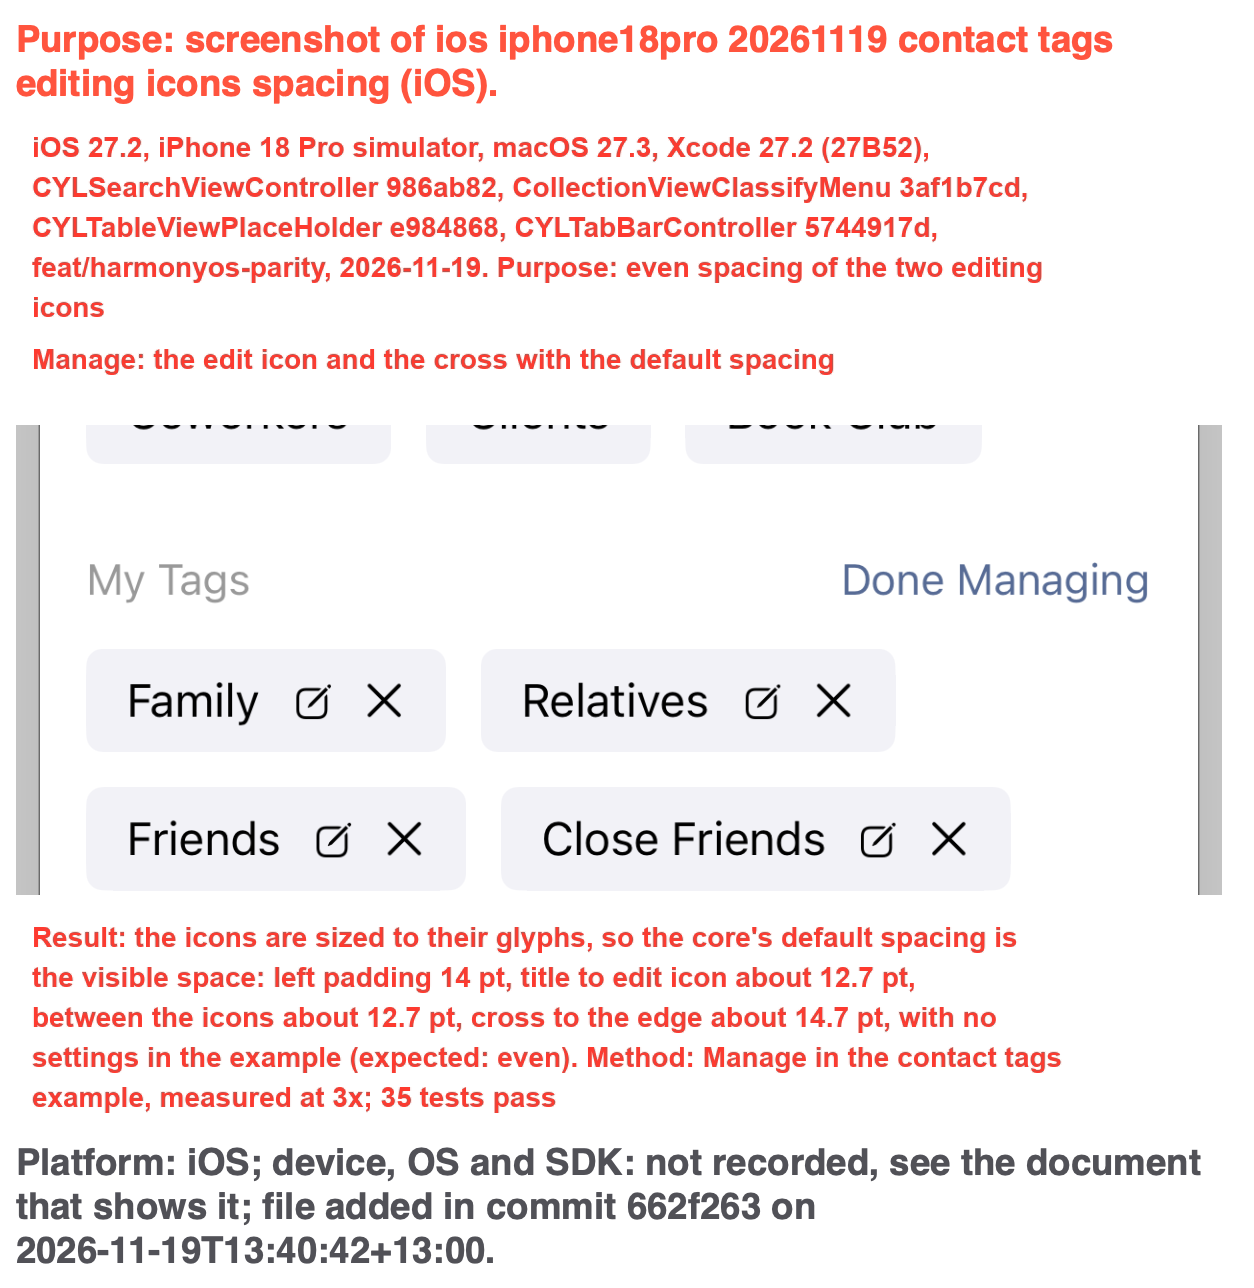 Purpose: screenshot of ios iphone18pro 20261119 contact tags
editing icons spacing (iOS).
iOS 27.2, iPhone 18 Pro simulator, macOS 27.3, Xcode 27.2 (27B52),
CYLSearchViewController 986ab82, CollectionViewClassifyMenu 3af1b7cd,
CYLTableViewPlaceHolder e984868, CYLTabBarController 5744917d,
feat/harmonyos-parity, 2026-11-19. Purpose: even spacing of the two editing
icons
Manage: the edit icon and the cross with the default spacing
Coworkers Clients Book Club
My Tags Done Managing
Family Relatives
Friends Close Friends
Result: the icons are sized to their glyphs, so the core's default spacing is
the visible space: left padding 14 pt, title to edit icon about 12.7 pt,
between the icons about 12.7 pt, cross to the edge about 14.7 pt, with no
settings in the example (expected: even). Method: Manage in the contact tags
example, measured at 3x; 35 tests pass
Platform: iOS; device, OS and SDK: not recorded, see the document
that shows it; file added in commit 662f263 on
2026-11-19T13:40:42+13:00.